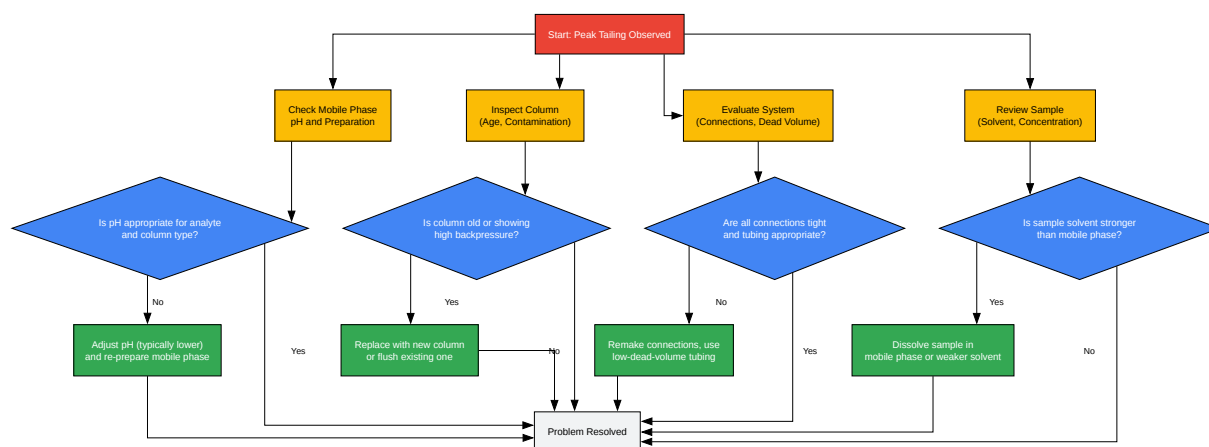 Start: Peak Tailing Observed
Check Mobile Phase
pH and Preparation
Inspect Column
(Age, Contamination)
Evaluate System
(Connections, Dead Volume)
Review Sample
(Solvent, Concentration)
Is pH appropriate for analyte
and column type?
Is column old or showing
high backpressure?
Are all connections tight
and tubing appropriate?
Is sample solvent stronger
than mobile phase?
No
Yes
No
Yes
Adjust pH (typically lower)
and re-prepare mobile phase
Yes
Replace with new column
or flush existing one
No
Remake connections, use
low-dead-volume tubing
Yes
Dissolve sample in
mobile phase or weaker solvent
No
Problem Resolved